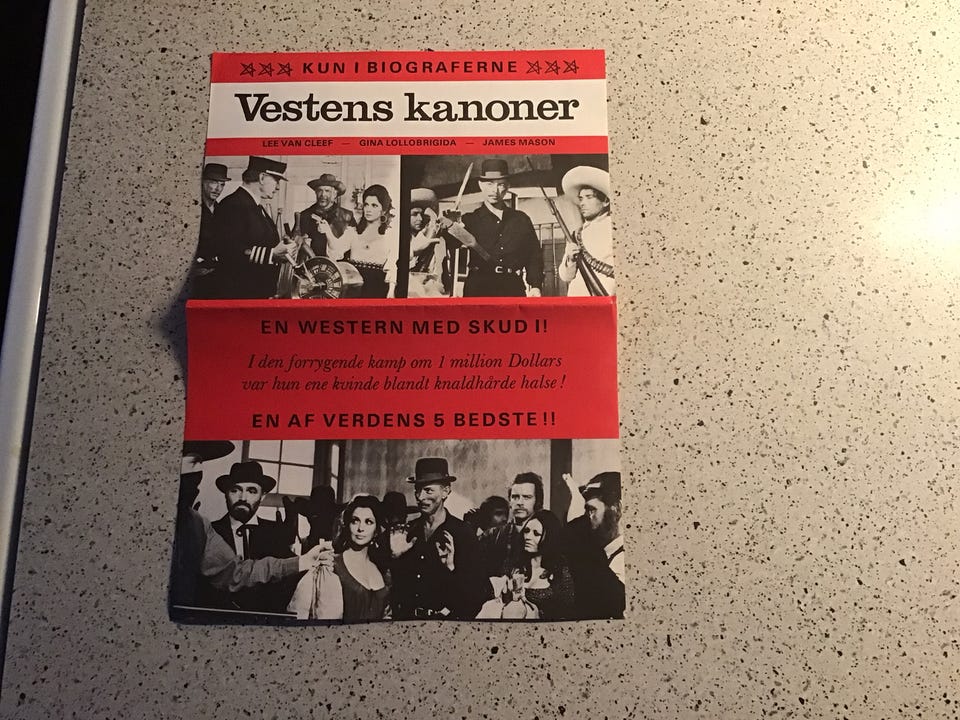 KUN I BIOGRAFERNE
Vestens kanoner
LEE VAN CLEEF — GINA LOLLOBRIGIDA — JAMES MASON
EN WESTERN MED SKUD I!
I den forrygende kamp om 1 million Dollars
var hun ene kvinde blandt knaldhårde halse!
EN AF VERDENS 5 BEDSTE!!